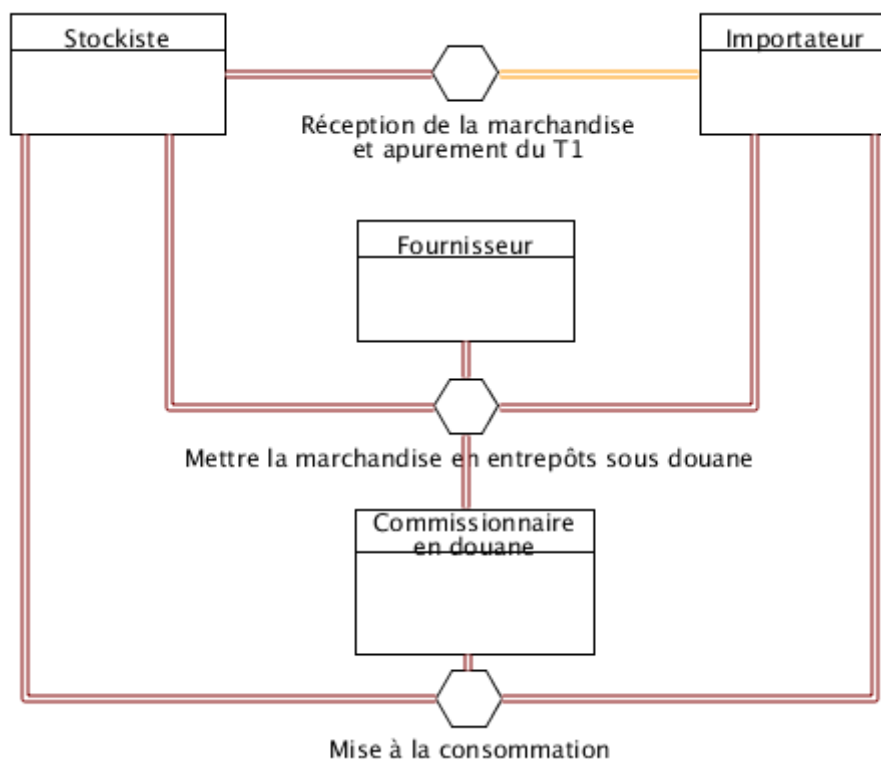 Stockiste
Importateur
Réception de la marchandise
et apurement du T1
Fournisseur
Mettre la marchandise en entrepôts sous douane
Commissionnaire
en douane
Mise à la consommation